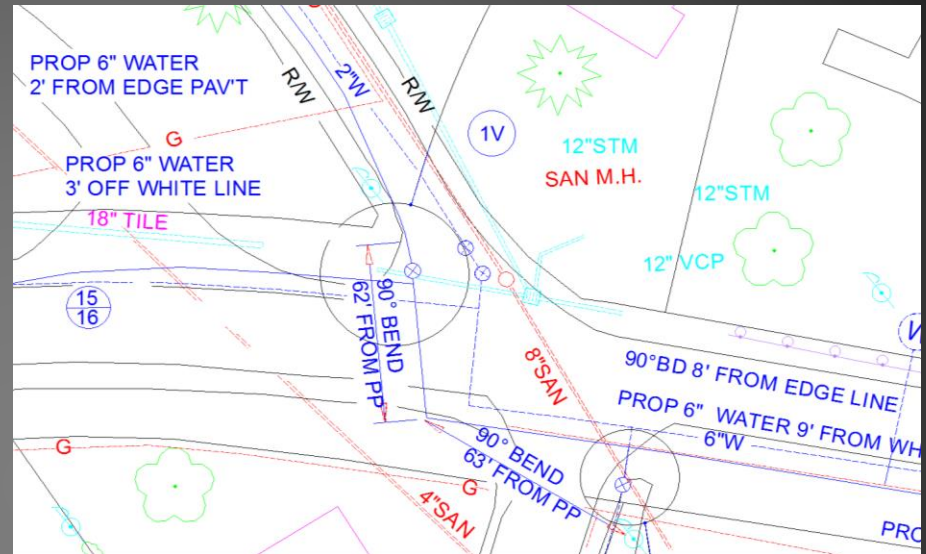 PROP 6" WATER
2' FROM EDGE PAV'T
R/W
2"W
R/W
G
1V
12"STM
SAN M.H.
PROP 6" WATER
3' OFF WHITE LINE
18" TILE
12"STM
12" VCP
15
16
90° BEND
62' FROM PP
8"SAN
90°BD 8' FROM EDGE LINE
PROP 6" WATER 9' FROM WH
6"W
G
90° BEND
63' FROM PP
G
4"SAN
PRO